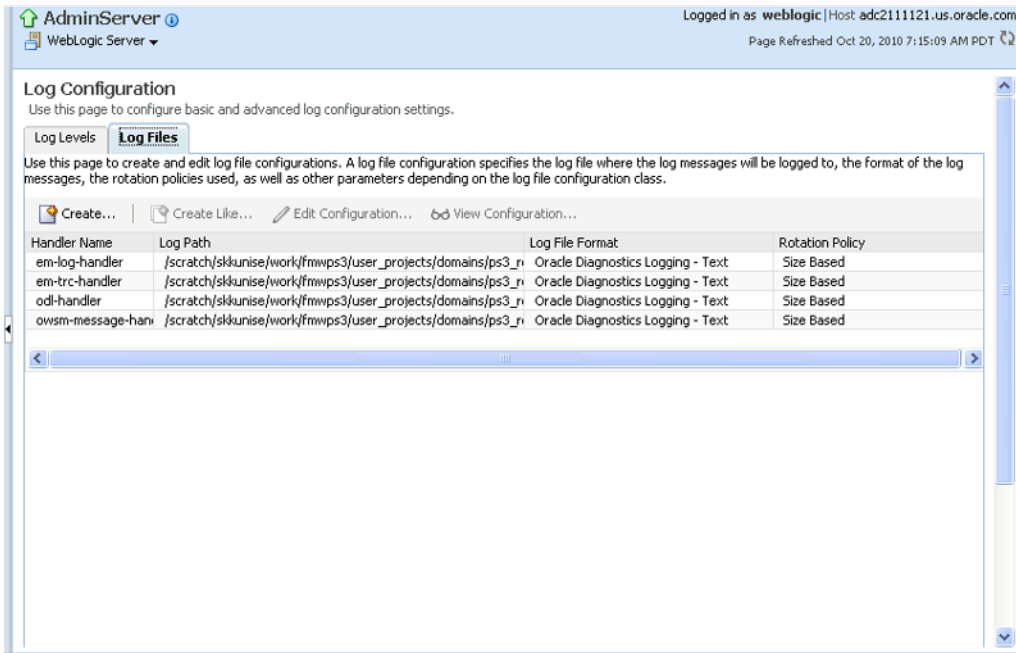 AdminServer
Logged in as weblogic|Host adc2111121.us.oracle.com
WebLogic Server
Page Refreshed Oct 20, 2010 7:15:09 AM PDT
Log Configuration
Use this page to configure basic and advanced log configuration settings.
Log Levels Log Files
Use this page to create and edit log file configurations. A log file configuration specifies the log file where the log messages will be logged to, the format of the log
messages, the rotation policies used, as well as other parameters depending on the log file configuration class.
Create... Create Like... Edit Configuration... View Configuration...
Handler Name Log Path Log File Format Rotation Policy
em-log-handler /scratch/skkunise/work/fmwps3/user_projects/domains/ps3_r Oracle Diagnostics Logging - Text Size Based
em-trc-handler /scratch/skkunise/work/fmwps3/user_projects/domains/ps3_r Oracle Diagnostics Logging - Text Size Based
odl-handler /scratch/skkunise/work/fmwps3/user_projects/domains/ps3_r Oracle Diagnostics Logging - Text Size Based
owsm-message-han /scratch/skkunise/work/fmwps3/user_projects/domains/ps3_r Oracle Diagnostics Logging - Text Size Based